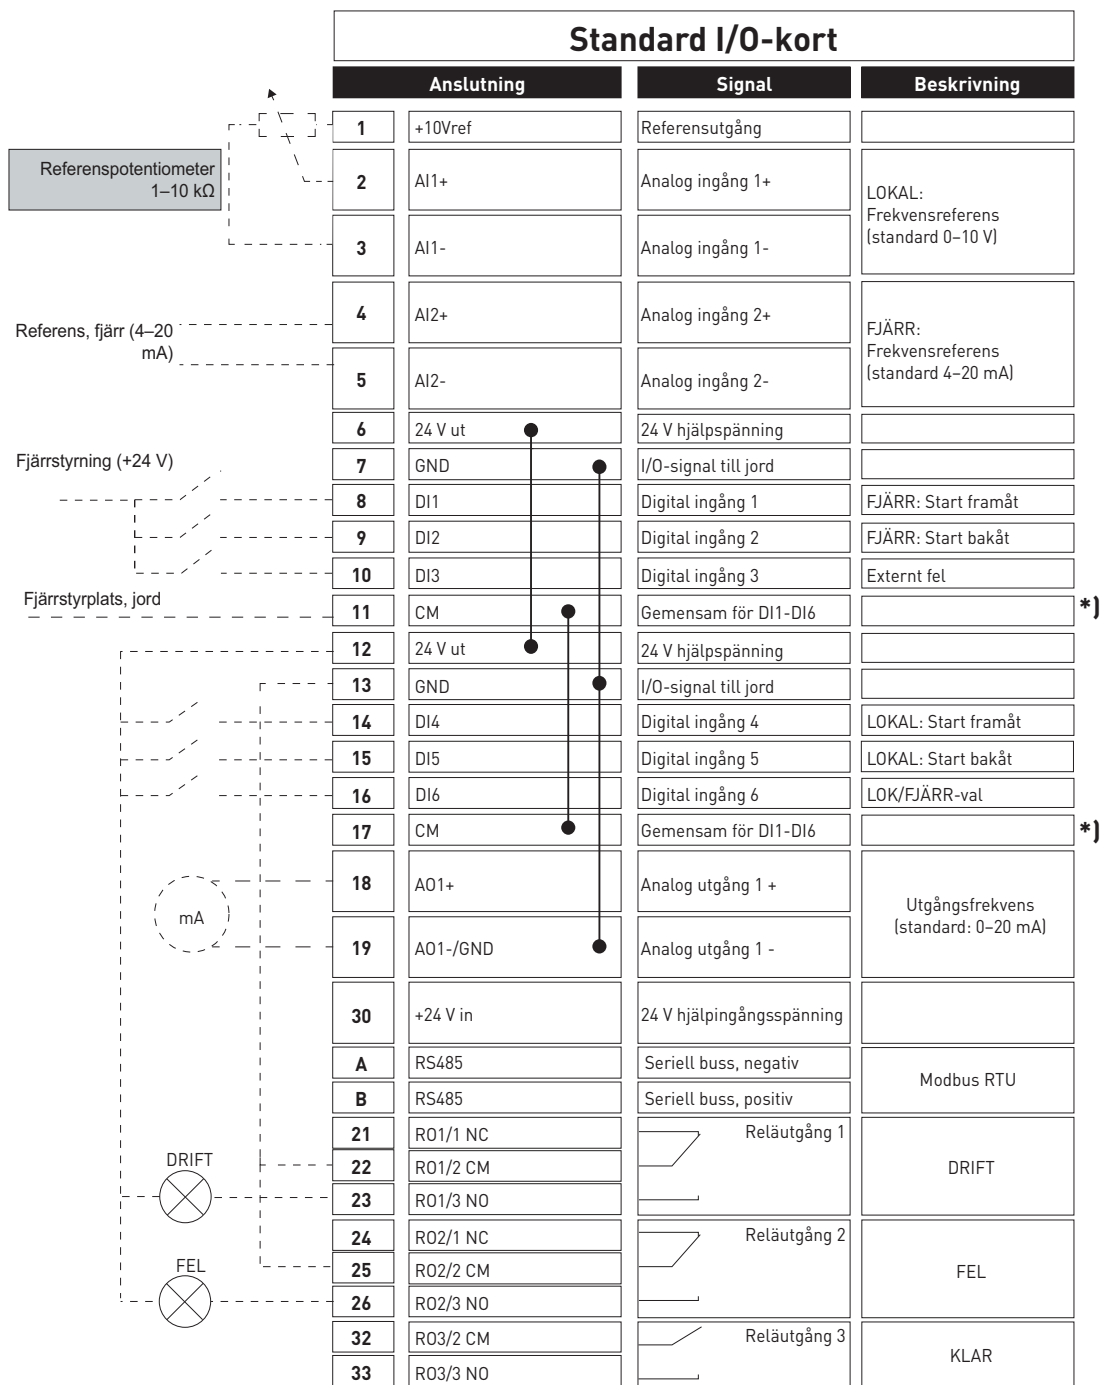 Standard I/O-kort
Anslutning Signal Beskrivning
Referenspotentiometer
1–10 kΩ
1 +10Vref Referensutgång
2 AI1+ Analog ingång 1+
3 AI1- Analog ingång 1-
LOKAL:
Frekvensreferens
(standard 0–10 V)
Referens, fjärr (4–20
mA)
4 AI2+ Analog ingång 2+
5 AI2- Analog ingång 2-
FJÄRR:
Frekvensreferens
(standard 4–20 mA)
6 24 V ut 24 V hjälpspänning
Fjärrstyrning (+24 V)
7 GND I/O-signal till jord
8 DI1 Digital ingång 1 FJÄRR: Start framåt
9 DI2 Digital ingång 2 FJÄRR: Start bakåt
10 DI3 Digital ingång 3 Externt fel
Fjärrstyrplats, jord
11 CM Gemensam för DI1-DI6 *)
12 24 V ut 24 V hjälpspänning
13 GND I/O-signal till jord
14 DI4 Digital ingång 4 LOKAL: Start framåt
15 DI5 Digital ingång 5 LOKAL: Start bakåt
16 DI6 Digital ingång 6 LOK/FJÄRR-val
17 CM Gemensam för DI1-DI6 *)
mA
18 AO1+ Analog utgång 1 +
19 AO1-/GND Analog utgång 1 -
Utgångsfrekvens
(standard: 0–20 mA)
30 +24 V in 24 V hjälpingångsspänning
A RS485 Seriell buss, negativ
B RS485 Seriell buss, positiv
Modbus RTU
21 RO1/1 NC Reläutgång 1
DRIFT
22 RO1/2 CM DRIFT
23 RO1/3 NO
24 RO2/1 NC Reläutgång 2
FEL
25 RO2/2 CM FEL
26 RO2/3 NO
32 RO3/2 CM Reläutgång 3
KLAR
33 RO3/3 NO